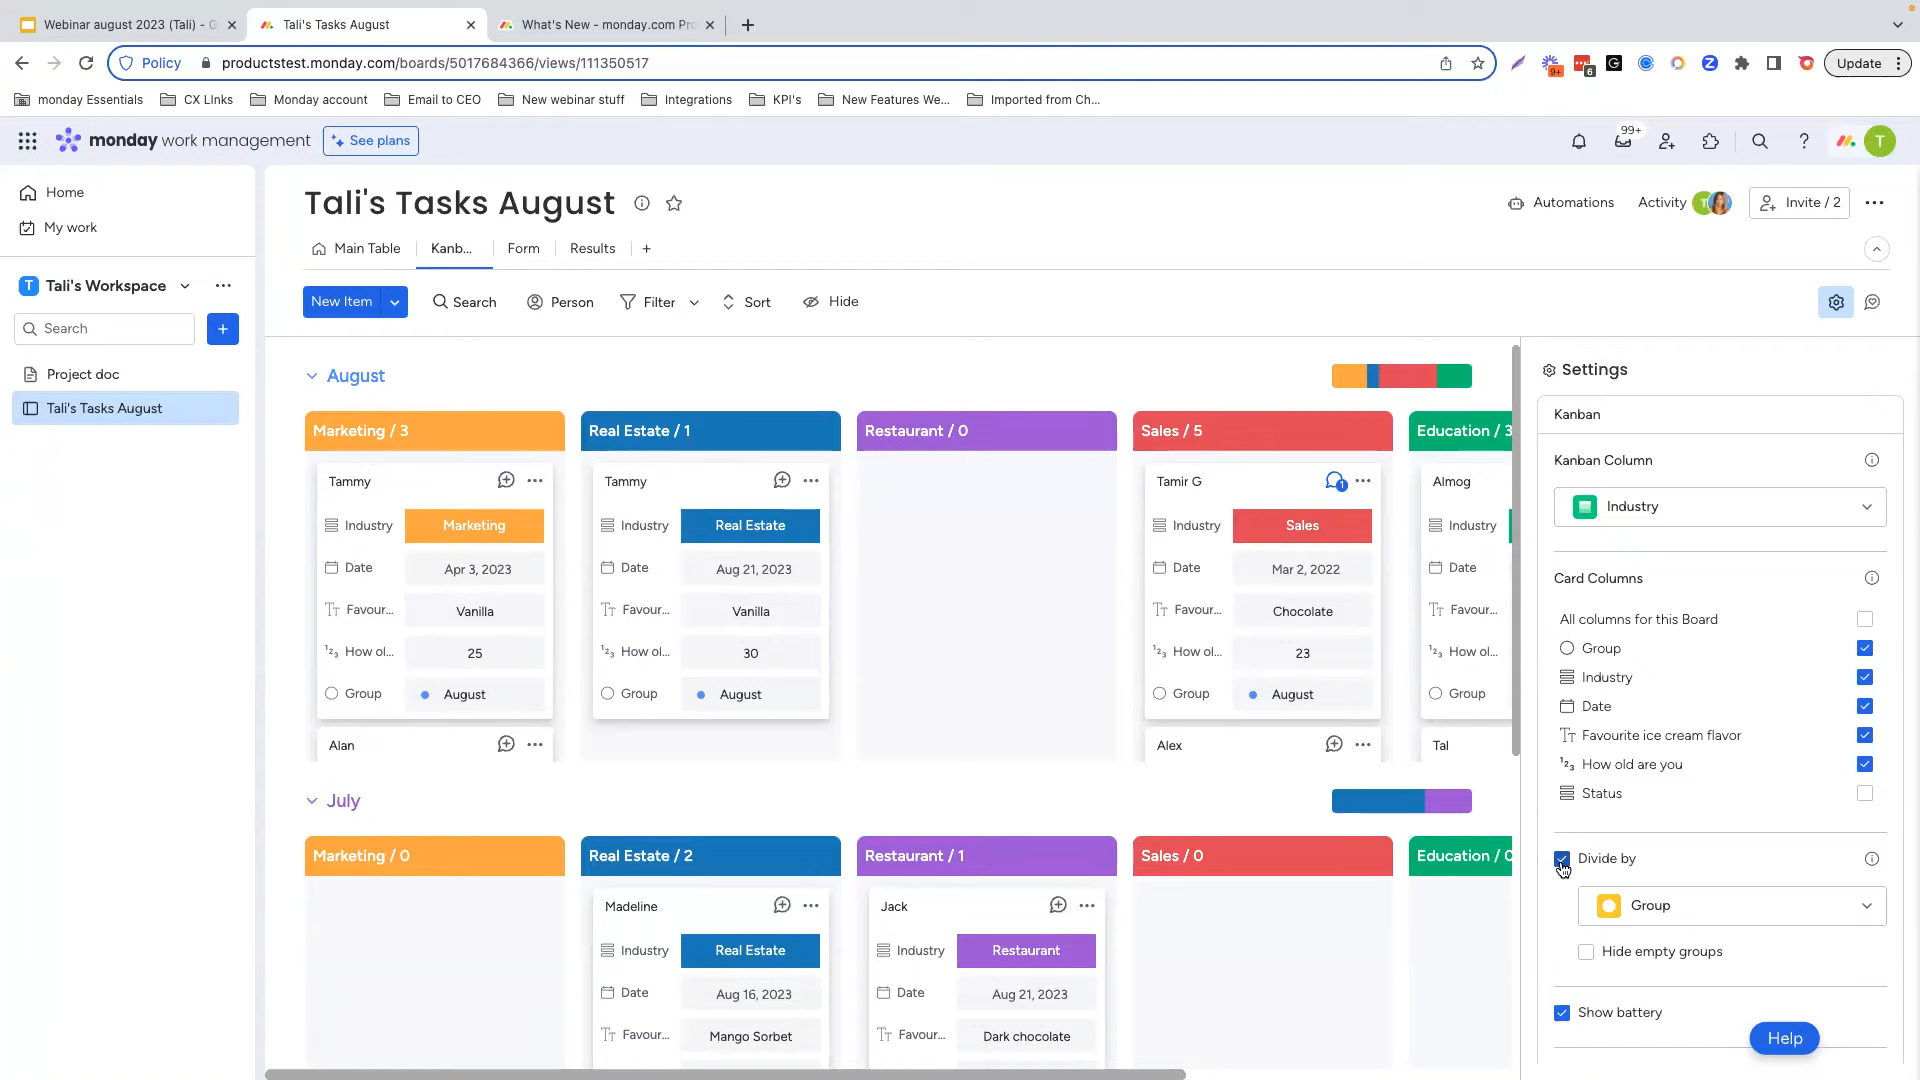 Webinar august 2023 (Tali) - G
Tali's Tasks August
What's New - monday.com Pro
Policy
productstest.monday.com/boards/5017684366/views/111350517
9+
6
Update
monday Essentials
CX LInks
Monday account
Email to CEO
New webinar stuff
Integrations
KPI's
New Features We...
Imported from Ch...
monday work management
See plans
99+
T
Home
My work
T Tali's Workspace
Search
Project doc
Tali's Tasks August
Tali's Tasks August
Automations
Activity
Invite / 2
Main Table
Kanb...
Form
Results
New Item
Search
Person
Filter
Sort
Hide
August
Marketing / 3
Real Estate / 1
Restaurant / 0
Sales / 5
Education / 3
Tammy
Industry Marketing
Date Apr 3, 2023
Favour... Vanilla
How ol... 25
Group August
Alan
Tammy
Industry Real Estate
Date Aug 21, 2023
Favour... Vanilla
How ol... 30
Group August
Tamir G
1
Industry Sales
Date Mar 2, 2022
Favour... Chocolate
How ol... 23
Group August
Alex
Almog
Industry
Date
Favour...
How ol...
Group
Tal
July
Marketing / 0
Real Estate / 2
Restaurant / 1
Sales / 0
Education / 0
Madeline
Industry Real Estate
Date Aug 16, 2023
Favour... Mango Sorbet
Jack
Industry Restaurant
Date Aug 21, 2023
Favour... Dark chocolate
Settings
Kanban
Kanban Column
Industry
Card Columns
All columns for this Board
Group
Industry
Date
Favourite ice cream flavor
How old are you
Status
Divide by
Group
Hide empty groups
Show battery
Help